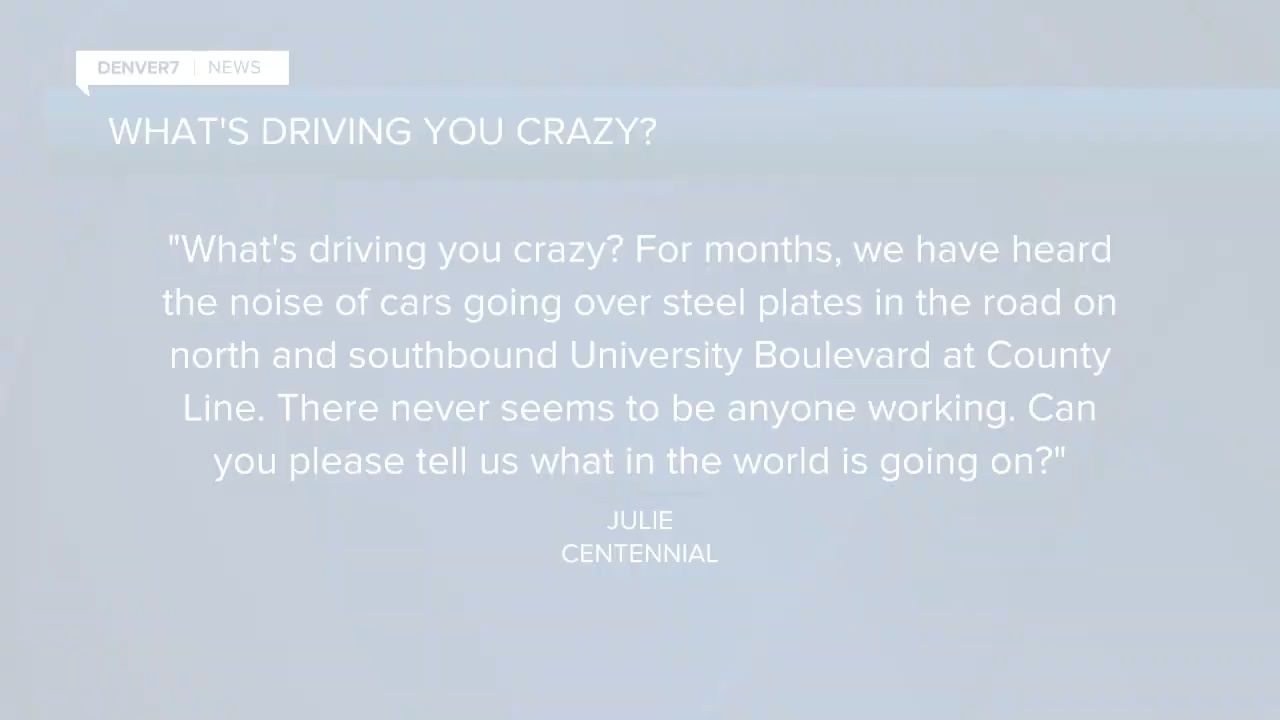 DENVER7 | NEWS
WHAT'S DRIVING YOU CRAZY?
"What's driving you crazy? For months, we have heard
the noise of cars going over steel plates in the road on
north and southbound University Boulevard at County
Line. There never seems to be anyone working. Can
you please tell us what in the world is going on?"
JULIE
CENTENNIAL